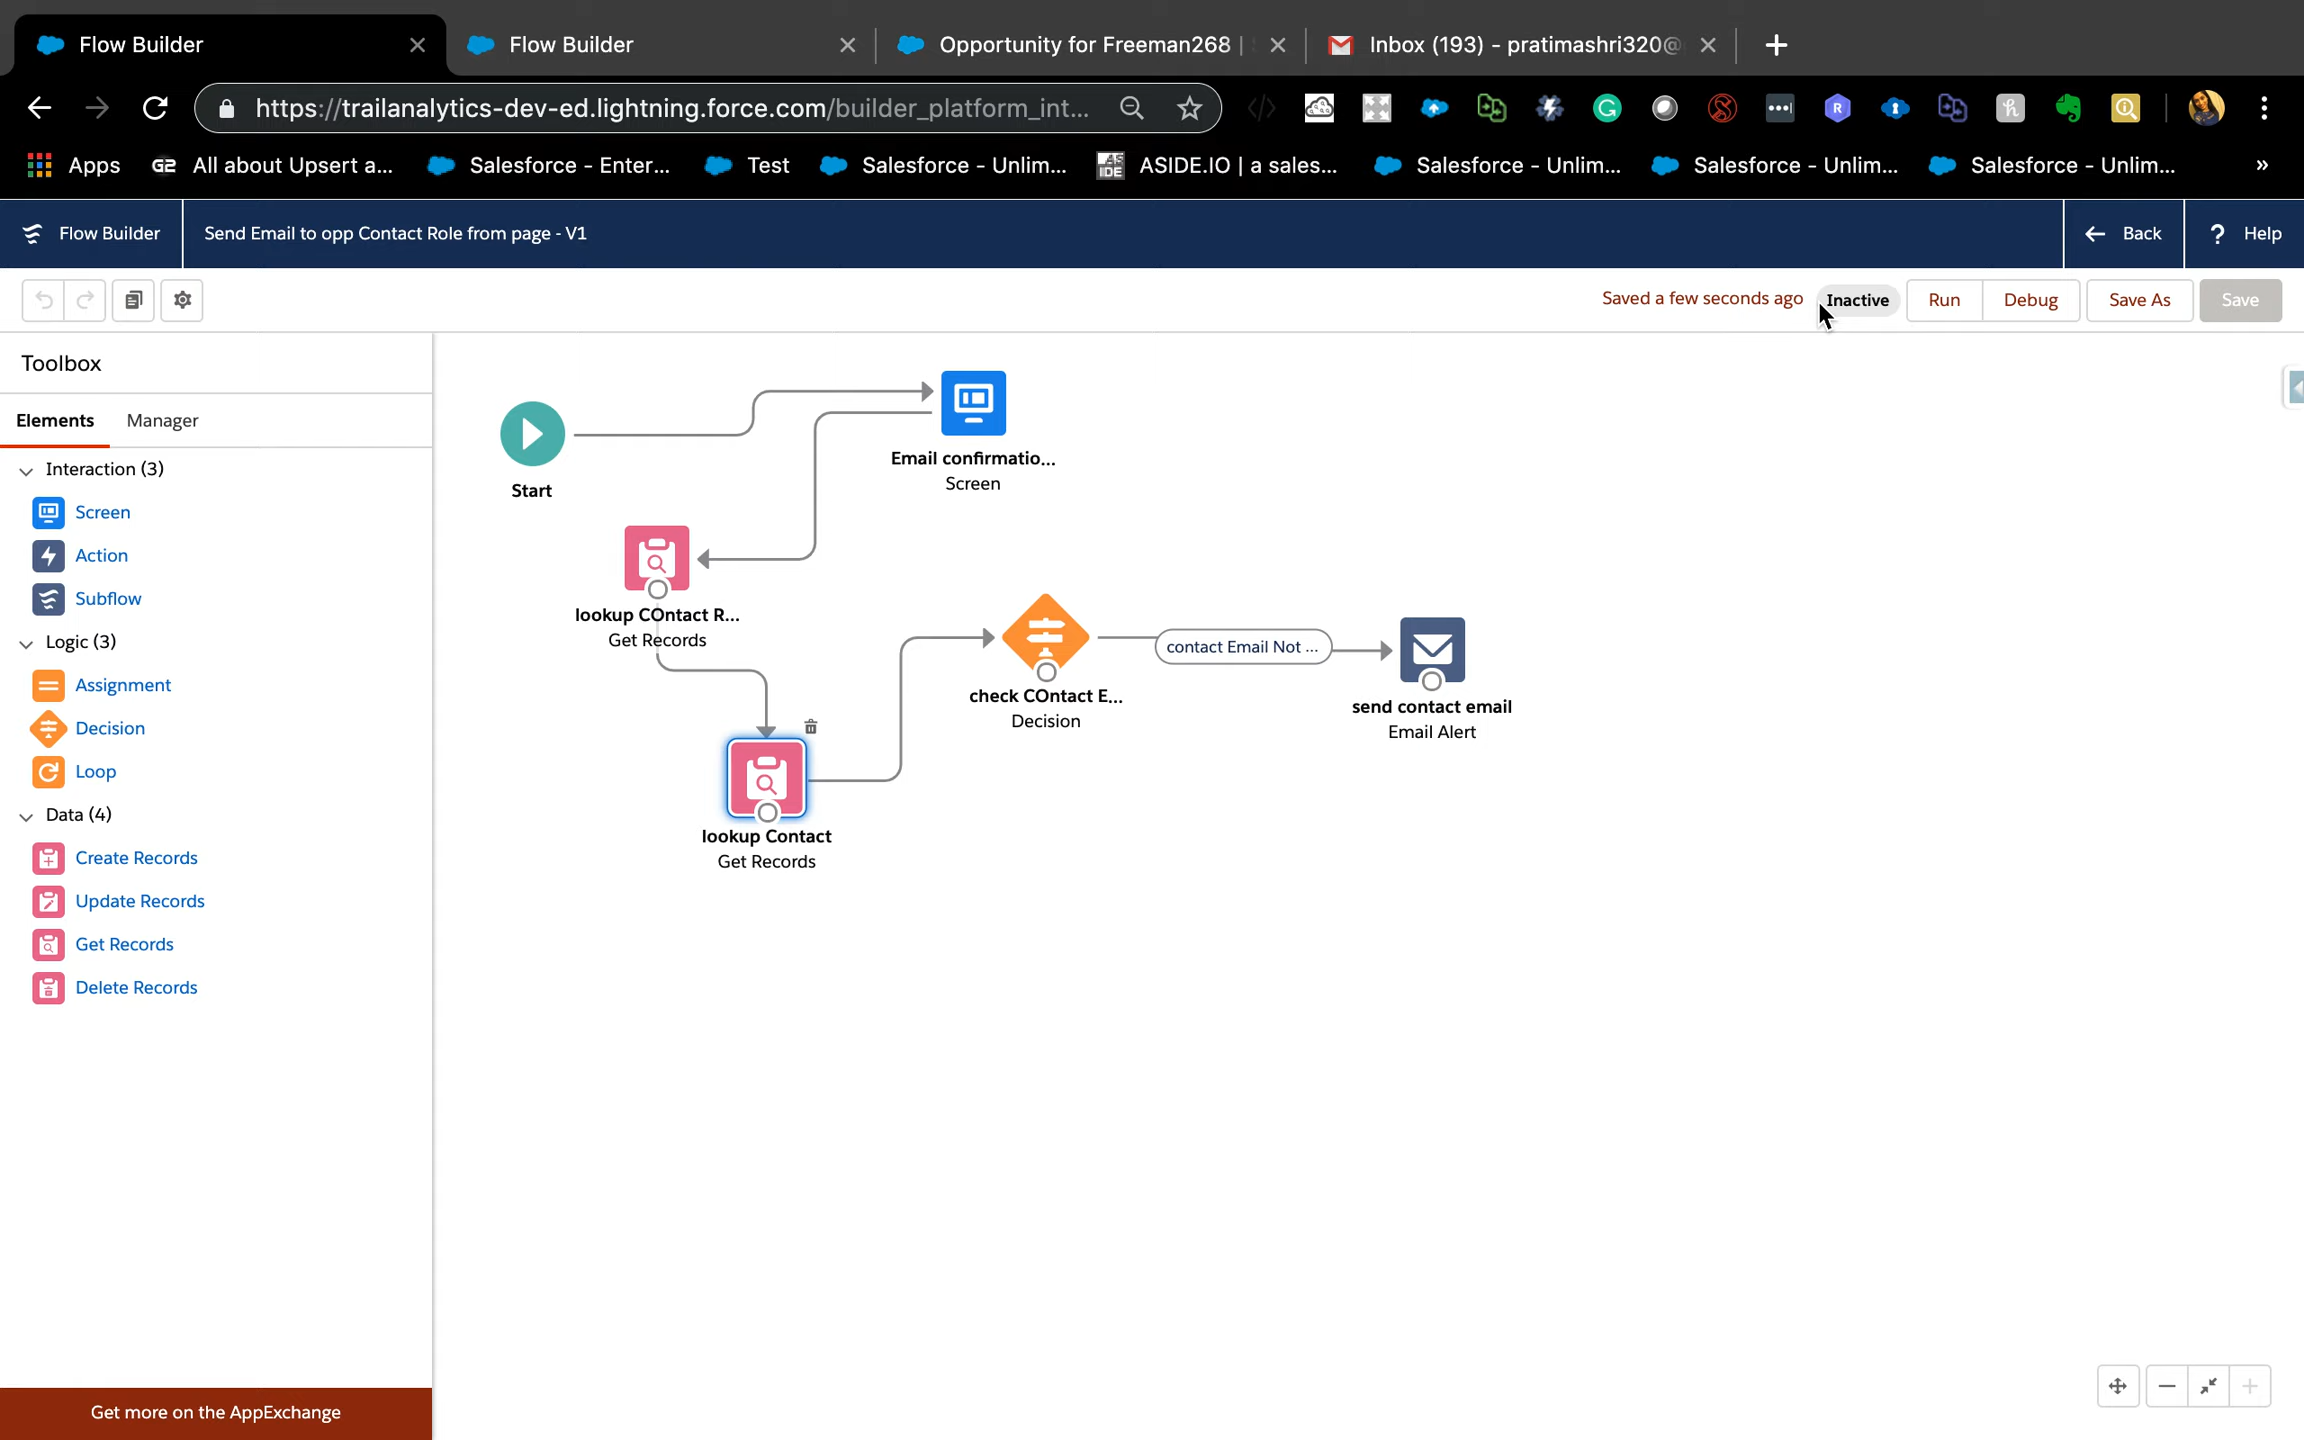 Flow Builder
Flow Builder
Opportunity for Freeman268 |
Inbox (193) - pratimashri320@
https://trailanalytics-dev-ed.lightning.force.com/builder_platform_int...
Apps
All about Upsert a...
Salesforce - Enter...
Test
Salesforce - Unlim...
AS IDE
ASIDE.IO | a sales...
Salesforce - Unlim...
Salesforce - Unlim...
Salesforce - Unlim...
»
Flow Builder
Send Email to opp Contact Role from page - V1
Back
? Help
Saved a few seconds ago
Inactive
Run
Debug
Save As
Save
Toolbox
Elements
Manager
Interaction (3)
Screen
Action
Subflow
Logic (3)
Assignment
Decision
Loop
Data (4)
Create Records
Update Records
Get Records
Delete Records
Get more on the AppExchange
Start
Email confirmatio...
Screen
lookup COntact R...
Get Records
lookup Contact
Get Records
check COntact E...
Decision
contact Email Not ...
send contact email
Email Alert